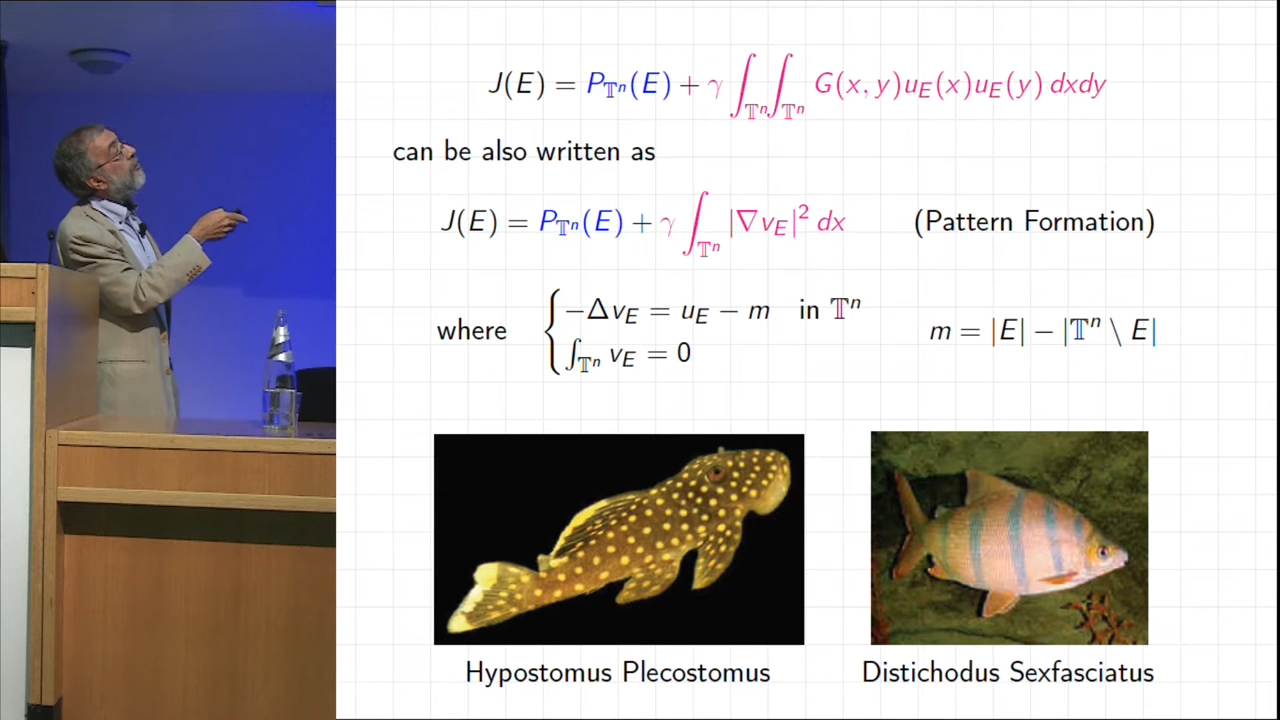 J(E) = P_{𝕋ⁿ}(E) + γ ∫_{𝕋ⁿ} ∫_{𝕋ⁿ} G(x, y)u_E(x)u_E(y) dxdy
can be also written as
J(E) = P_{𝕋ⁿ}(E) + γ ∫_{𝕋ⁿ} |∇v_E|² dx (Pattern Formation)
where { −Δv_E = u_E − m in 𝕋ⁿ
∫_{𝕋ⁿ} v_E = 0
m = |E| − |𝕋ⁿ \ E|
Hypostomus Plecostomus
Distichodus Sexfasciatus